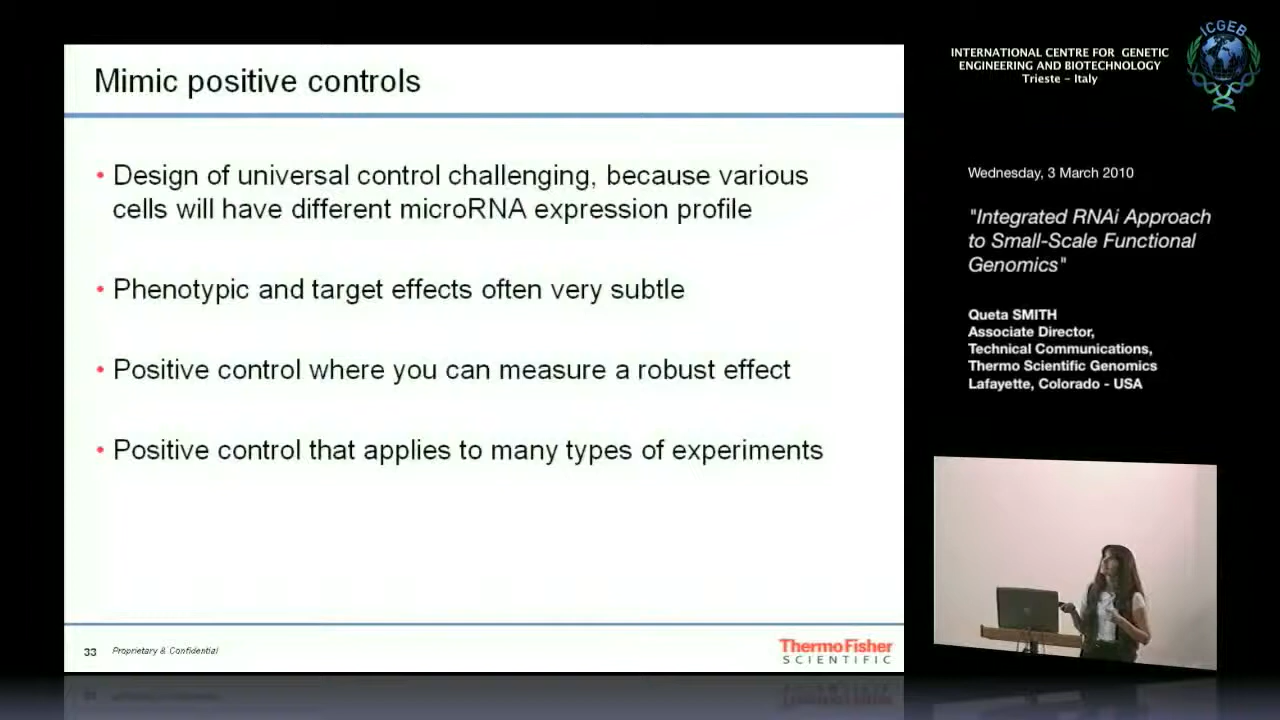 Mimic positive controls
• Design of universal control challenging, because various
cells will have different microRNA expression profile
• Phenotypic and target effects often very subtle
• Positive control where you can measure a robust effect
• Positive control that applies to many types of experiments
33
Proprietary & Confidential
ThermoFisher
SCIENTIFIC
ICGEB
INTERNATIONAL CENTRE FOR GENETIC
ENGINEERING AND BIOTECHNOLOGY
Trieste - Italy
Wednesday, 3 March 2010
"Integrated RNAi Approach
to Small-Scale Functional
Genomics"
Queta SMITH
Associate Director,
Technical Communications,
Thermo Scientific Genomics
Lafayette, Colorado - USA